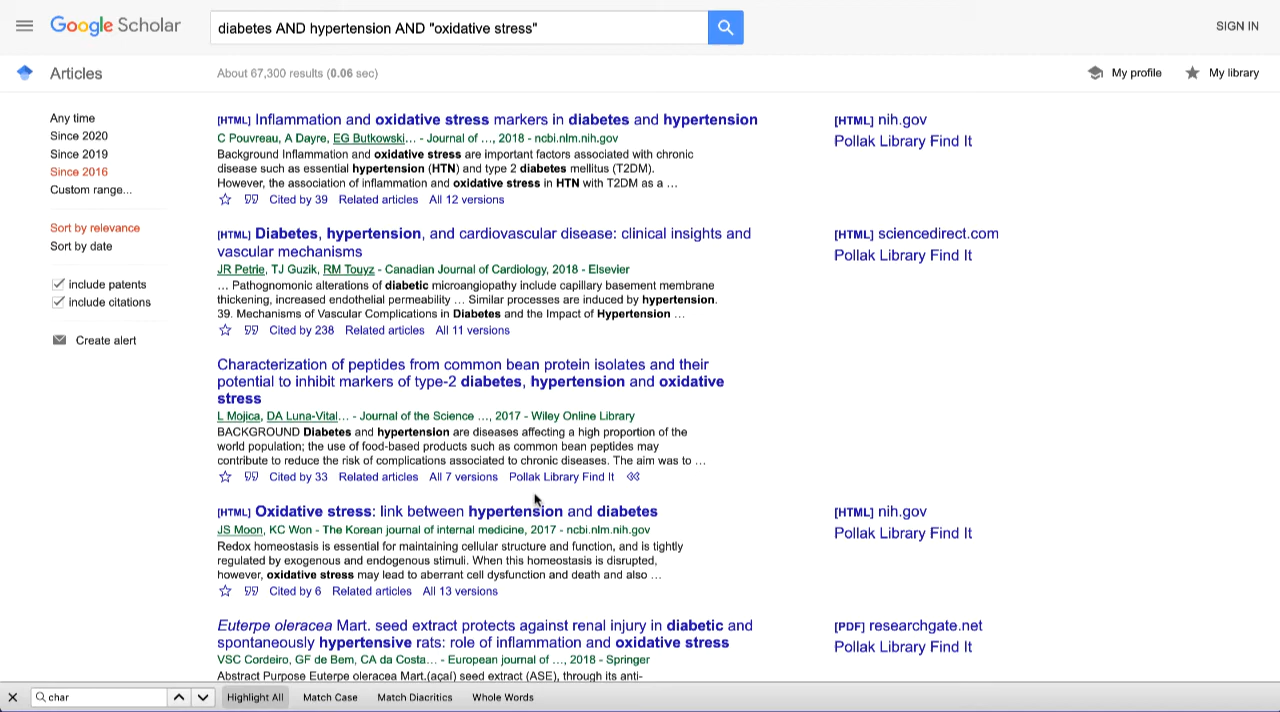 Google Scholar
diabetes AND hypertension AND "oxidative stress"
SIGN IN
Articles
About 67,300 results (0.06 sec)
My profile
My library
Any time
Since 2020
Since 2019
Since 2016
Custom range...
Sort by relevance
Sort by date
include patents
include citations
Create alert
[HTML] Inflammation and oxidative stress markers in diabetes and hypertension
C Pouvreau, A Dayre, EG Butkowski... - Journal of ..., 2018 - ncbi.nlm.nih.gov
Background Inflammation and oxidative stress are important factors associated with chronic
disease such as essential hypertension (HTN) and type 2 diabetes mellitus (T2DM).
However, the association of inflammation and oxidative stress in HTN with T2DM as a ...
Cited by 39 Related articles All 12 versions
[HTML] nih.gov
Pollak Library Find It
[HTML] Diabetes, hypertension, and cardiovascular disease: clinical insights and
vascular mechanisms
JR Petrie, TJ Guzik, RM Touyz - Canadian Journal of Cardiology, 2018 - Elsevier
... Pathognomonic alterations of diabetic microangiopathy include capillary basement membrane
thickening, increased endothelial permeability ... Similar processes are induced by hypertension.
39. Mechanisms of Vascular Complications in Diabetes and the Impact of Hypertension ...
Cited by 238 Related articles All 11 versions
[HTML] sciencedirect.com
Pollak Library Find It
Characterization of peptides from common bean protein isolates and their
potential to inhibit markers of type-2 diabetes, hypertension and oxidative
stress
L Mojica, DA Luna-Vital... - Journal of the Science ..., 2017 - Wiley Online Library
BACKGROUND Diabetes and hypertension are diseases affecting a high proportion of the
world population; the use of food-based products such as common bean peptides may
contribute to reduce the risk of complications associated to chronic diseases. The aim was to ...
Cited by 33 Related articles All 7 versions Pollak Library Find It
[HTML] Oxidative stress: link between hypertension and diabetes
JS Moon, KC Won - The Korean journal of internal medicine, 2017 - ncbi.nlm.nih.gov
Redox homeostasis is essential for maintaining cellular structure and function, and is tightly
regulated by exogenous and endogenous stimuli. When this homeostasis is disrupted,
however, oxidative stress may lead to aberrant cell dysfunction and death and also ...
Cited by 6 Related articles All 13 versions
[HTML] nih.gov
Pollak Library Find It
Euterpe oleracea Mart. seed extract protects against renal injury in diabetic and
spontaneously hypertensive rats: role of inflammation and oxidative stress
VSC Cordeiro, GF de Bem, CA da Costa... - European journal of ..., 2018 - Springer
Abstract Purpose Euterpe oleracea Mart.(açaí) seed extract (ASE), through its anti-
[PDF] researchgate.net
Pollak Library Find It
char
Highlight All
Match Case
Match Diacritics
Whole Words